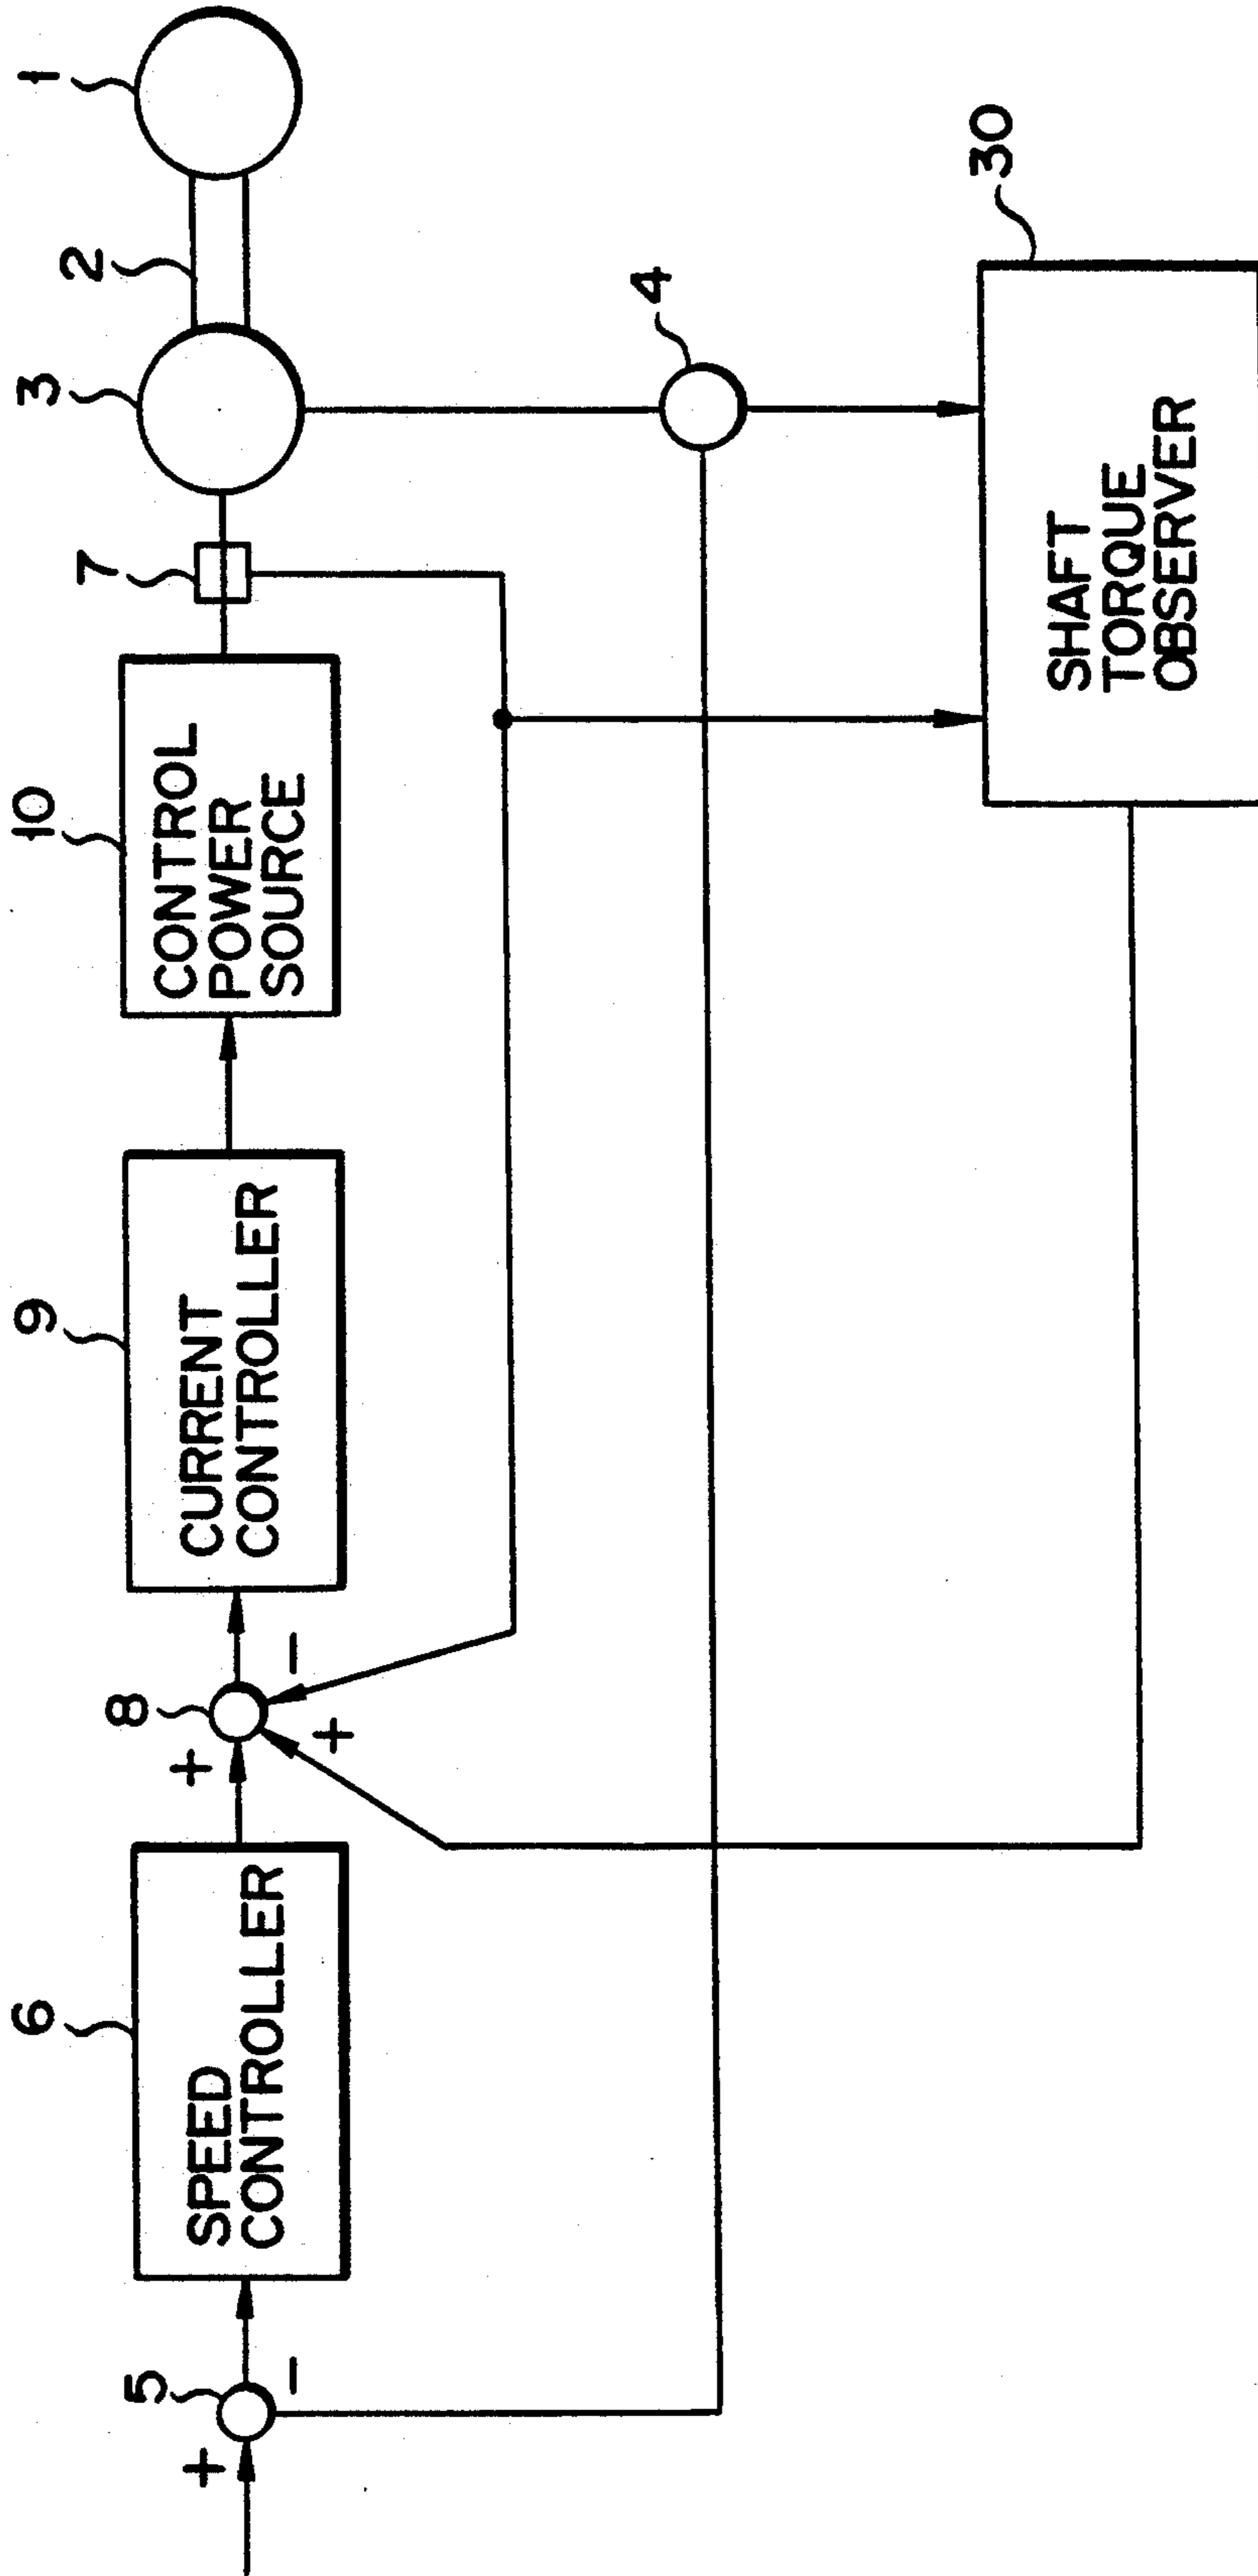 5
6
8
9
10
7
3
2
1
+
-
SPEED
CONTROLLER
+
-
+
CURRENT
CONTROLLER
CONTROL
POWER
SOURCE
4
30
SHAFT
TORQUE
OBSERVER